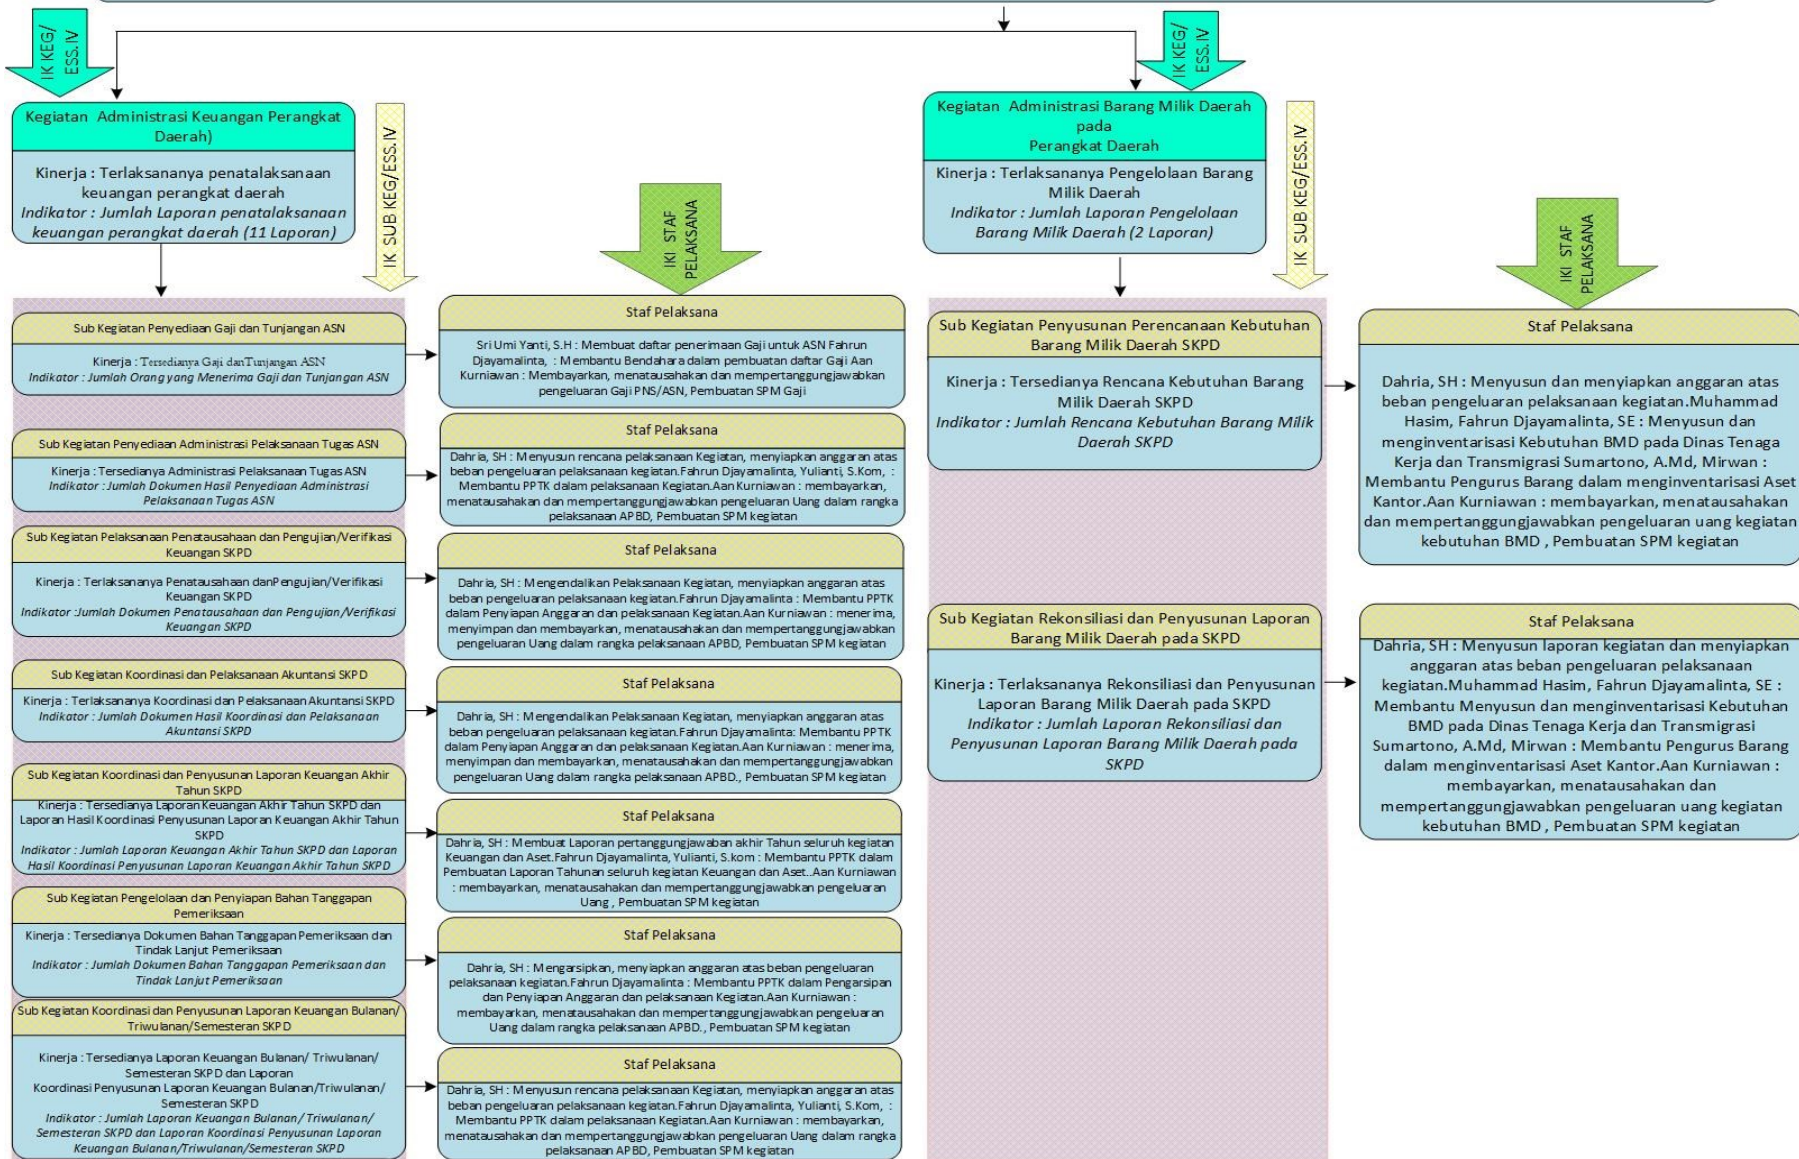 IK KEG/
ESS.IV
Kegiatan Administrasi Keuangan Perangkat
Daerah)
Kinerja : Terlaksananya penatalaksanaan
keuangan perangkat daerah
Indikator : Jumlah Laporan penatalaksanaan
keuangan perangkat daerah (11 Laporan)
IK SUB KEG/ESS.IV
IKI STAF
PELAKSANA
Sub Kegiatan Penyediaan Gaji dan Tunjangan ASN
Kinerja : Tersedianya Gaji danTunjangan ASN
Indikator : Jumlah Orang yang Menerima Gaji dan Tunjangan ASN
Staf Pelaksana
Sri Umi Yanti, S.H : Membuat daftar penerimaan Gaji untuk ASN Fahrun
Djayamalinta, : Membantu Bendahara dalam pembuatan daftar Gaji Aan
Kurniawan : Membayarkan, menatausahakan dan mempertanggungjawabkan
pengeluaran Gaji PNS/ASN, Pembuatan SPM Gaji
Sub Kegiatan Penyediaan Administrasi Pelaksanaan Tugas ASN
Kinerja : Tersedianya Administrasi Pelaksanaan Tugas ASN
Indikator : Jumlah Dokumen Hasil Penyediaan Administrasi
Pelaksanaan Tugas ASN
Staf Pelaksana
Dahria, SH : Menyusun rencana pelaksanaan Kegiatan, menyiapkan anggaran atas
beban pengeluaran pelaksanaan kegiatan.Fahrun Djayamalinta, Yulianti, S.Kom, :
Membantu PPTK dalam pelaksanaan Kegiatan.Aan Kurniawan : membayarkan,
menatausahakan dan mempertanggungjawabkan pengeluaran Uang dalam rangka
pelaksanaan APBD, Pembuatan SPM kegiatan
Sub Kegiatan Pelaksanaan Penatausahaan dan Pengujian/Verifikasi
Keuangan SKPD
Kinerja : Terlaksananya Penatausahaan danPengujian/Verifikasi
Keuangan SKPD
Indikator :Jumlah Dokumen Penatausahaan dan Pengujian/Verifikasi
Keuangan SKPD
Staf Pelaksana
Dahria, SH : Mengendalikan Pelaksanaan Kegiatan, menyiapkan anggaran atas
beban pengeluaran pelaksanaan kegiatan.Fahrun Djayamalinta : Membantu PPTK
dalam Penyiapan Anggaran dan pelaksanaan Kegiatan.Aan Kurniawan : menerima,
menyimpan dan membayarkan, menatausahakan dan mempertanggungjawabkan
pengeluaran Uang dalam rangka pelaksanaan APBD, Pembuatan SPM kegiatan
Sub Kegiatan Koordinasi dan Pelaksanaan Akuntansi SKPD
Kinerja : Terlaksananya Koordinasi dan Pelaksanaan Akuntansi SKPD
Indikator : Jumlah Dokumen Hasil Koordinasi dan Pelaksanaan
Akuntansi SKPD
Staf Pelaksana
Dahria, SH : Mengendalikan Pelaksanaan Kegiatan, menyiapkan anggaran atas
beban pengeluaran pelaksanaan kegiatan.Fahrun Djayamalinta: Membantu PPTK
dalam Penyiapan Anggaran dan pelaksanaan Kegiatan.Aan Kurniawan : menerima,
menyimpan dan membayarkan, menatausahakan dan mempertanggungjawabkan
pengeluaran Uang dalam rangka pelaksanaan APBD., Pembuatan SPM kegiatan
Sub Kegiatan Koordinasi dan Penyusunan Laporan Keuangan Akhir
Tahun SKPD
Kinerja : Tersedianya Laporan Keuangan Akhir Tahun SKPD dan
Laporan Hasil Koordinasi Penyusunan Laporan Keuangan Akhir Tahun
SKPD
Indikator : Jumlah Laporan Keuangan Akhir Tahun SKPD dan Laporan
Hasil Koordinasi Penyusunan Laporan Keuangan Akhir Tahun SKPD
Staf Pelaksana
Dahria, SH : Membuat Laporan pertanggungjawaban akhir Tahun seluruh kegiatan
Keuangan dan Aset.Fahrun Djayamalinta, Yulianti, S.kom : Membantu PPTK dalam
Pembuatan Laporan Tahunan seluruh kegiatan Keuangan dan Aset..Aan Kurniawan
: membayarkan, menatausahakan dan mempertanggungjawabkan pengeluaran
Uang , Pembuatan SPM kegiatan
Sub Kegiatan Pengelolaan dan Penyiapan Bahan Tanggapan
Pemeriksaan
Kinerja : Tersedianya Dokumen Bahan Tanggapan Pemeriksaan dan
Tindak Lanjut Pemeriksaan
Indikator : Jumlah Dokumen Bahan Tanggapan Pemeriksaan dan
Tindak Lanjut Pemeriksaan
Staf Pelaksana
Dahria, SH : Mengarsipkan, menyiapkan anggaran atas beban pengeluaran
pelaksanaan kegiatan.Fahrun Djayamalinta : Membantu PPTK dalam Pengarsipan
dan Penyiapan Anggaran dan pelaksanaan Kegiatan.Aan Kurniawan :
membayarkan, menatausahakan dan mempertanggungjawabkan pengeluaran
Uang dalam rangka pelaksanaan APBD., Pembuatan SPM kegiatan
Sub Kegiatan Koordinasi dan Penyusunan Laporan Keuangan Bulanan/
Triwulanan/Semesteran SKPD
Kinerja : Tersedianya Laporan Keuangan Bulanan/ Triwulanan/
Semesteran SKPD dan Laporan
Koordinasi Penyusunan Laporan Keuangan Bulanan/Triwulanan/
Semesteran SKPD
Indikator : Jumlah Laporan Keuangan Bulanan/ Triwulanan/
Semesteran SKPD dan Laporan Koordinasi Penyusunan Laporan
Keuangan Bulanan/Triwulanan/Semesteran SKPD
Staf Pelaksana
Dahria, SH : Menyusun rencana pelaksanaan Kegiatan, menyiapkan anggaran atas
beban pengeluaran pelaksanaan kegiatan.Fahrun Djayamalinta, Yulianti, S.Kom, :
Membantu PPTK dalam pelaksanaan Kegiatan.Aan Kurniawan : membayarkan,
menatausahakan dan mempertanggungjawabkan pengeluaran Uang dalam rangka
pelaksanaan APBD, Pembuatan SPM kegiatan
IK KEG/
ESS.IV
Kegiatan Administrasi Barang Milik Daerah
pada
Perangkat Daerah
Kinerja : Terlaksananya Pengelolaan Barang
Milik Daerah
Indikator : Jumlah Laporan Pengelolaan
Barang Milik Daerah (2 Laporan)
IK SUB KEG/ESS.IV
IKI STAF
PELAKSANA
Sub Kegiatan Penyusunan Perencanaan Kebutuhan
Barang Milik Daerah SKPD
Kinerja : Tersedianya Rencana Kebutuhan Barang
Milik Daerah SKPD
Indikator : Jumlah Rencana Kebutuhan Barang Milik
Daerah SKPD
Staf Pelaksana
Dahria, SH : Menyusun dan menyiapkan anggaran atas
beban pengeluaran pelaksanaan kegiatan.Muhammad
Hasim, Fahrun Djayamalinta, SE : Menyusun dan
menginventarisasi Kebutuhan BMD pada Dinas Tenaga
Kerja dan Transmigrasi Sumartono, A.Md, Mirwan :
Membantu Pengurus Barang dalam menginventarisasi Aset
Kantor.Aan Kurniawan : membayarkan, menatausahakan
dan mempertanggungjawabkan pengeluaran uang kegiatan
kebutuhan BMD , Pembuatan SPM kegiatan
Sub Kegiatan Rekonsiliasi dan Penyusunan Laporan
Barang Milik Daerah pada SKPD
Kinerja : Terlaksananya Rekonsiliasi dan Penyusunan
Laporan Barang Milik Daerah pada SKPD
Indikator : Jumlah Laporan Rekonsiliasi dan
Penyusunan Laporan Barang Milik Daerah pada
SKPD
Staf Pelaksana
Dahria, SH : Menyusun laporan kegiatan dan menyiapkan
anggaran atas beban pengeluaran pelaksanaan
kegiatan.Muhammad Hasim, Fahrun Djayamalinta, SE :
Membantu Menyusun dan menginventarisasi Kebutuhan
BMD pada Dinas Tenaga Kerja dan Transmigrasi
Sumartono, A.Md, Mirwan : Membantu Pengurus Barang
dalam menginventarisasi Aset Kantor.Aan Kurniawan :
membayarkan, menatausahakan dan
mempertanggungjawabkan pengeluaran uang kegiatan
kebutuhan BMD , Pembuatan SPM kegiatan